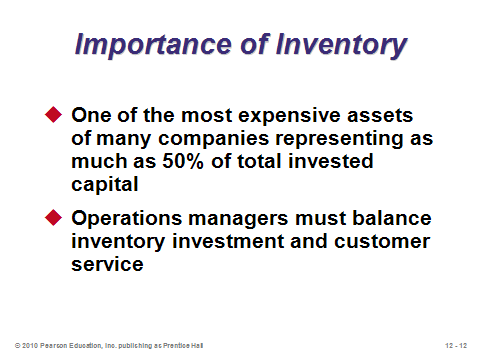 Importance of Inventory
One of the most expensive assets
of many companies representing as
much as 50% of total invested
capital
Operations managers must balance
inventory investment and customer
service
© 2010 Pearson Education, Inc. publishing as Prentice Hall
12 - 12